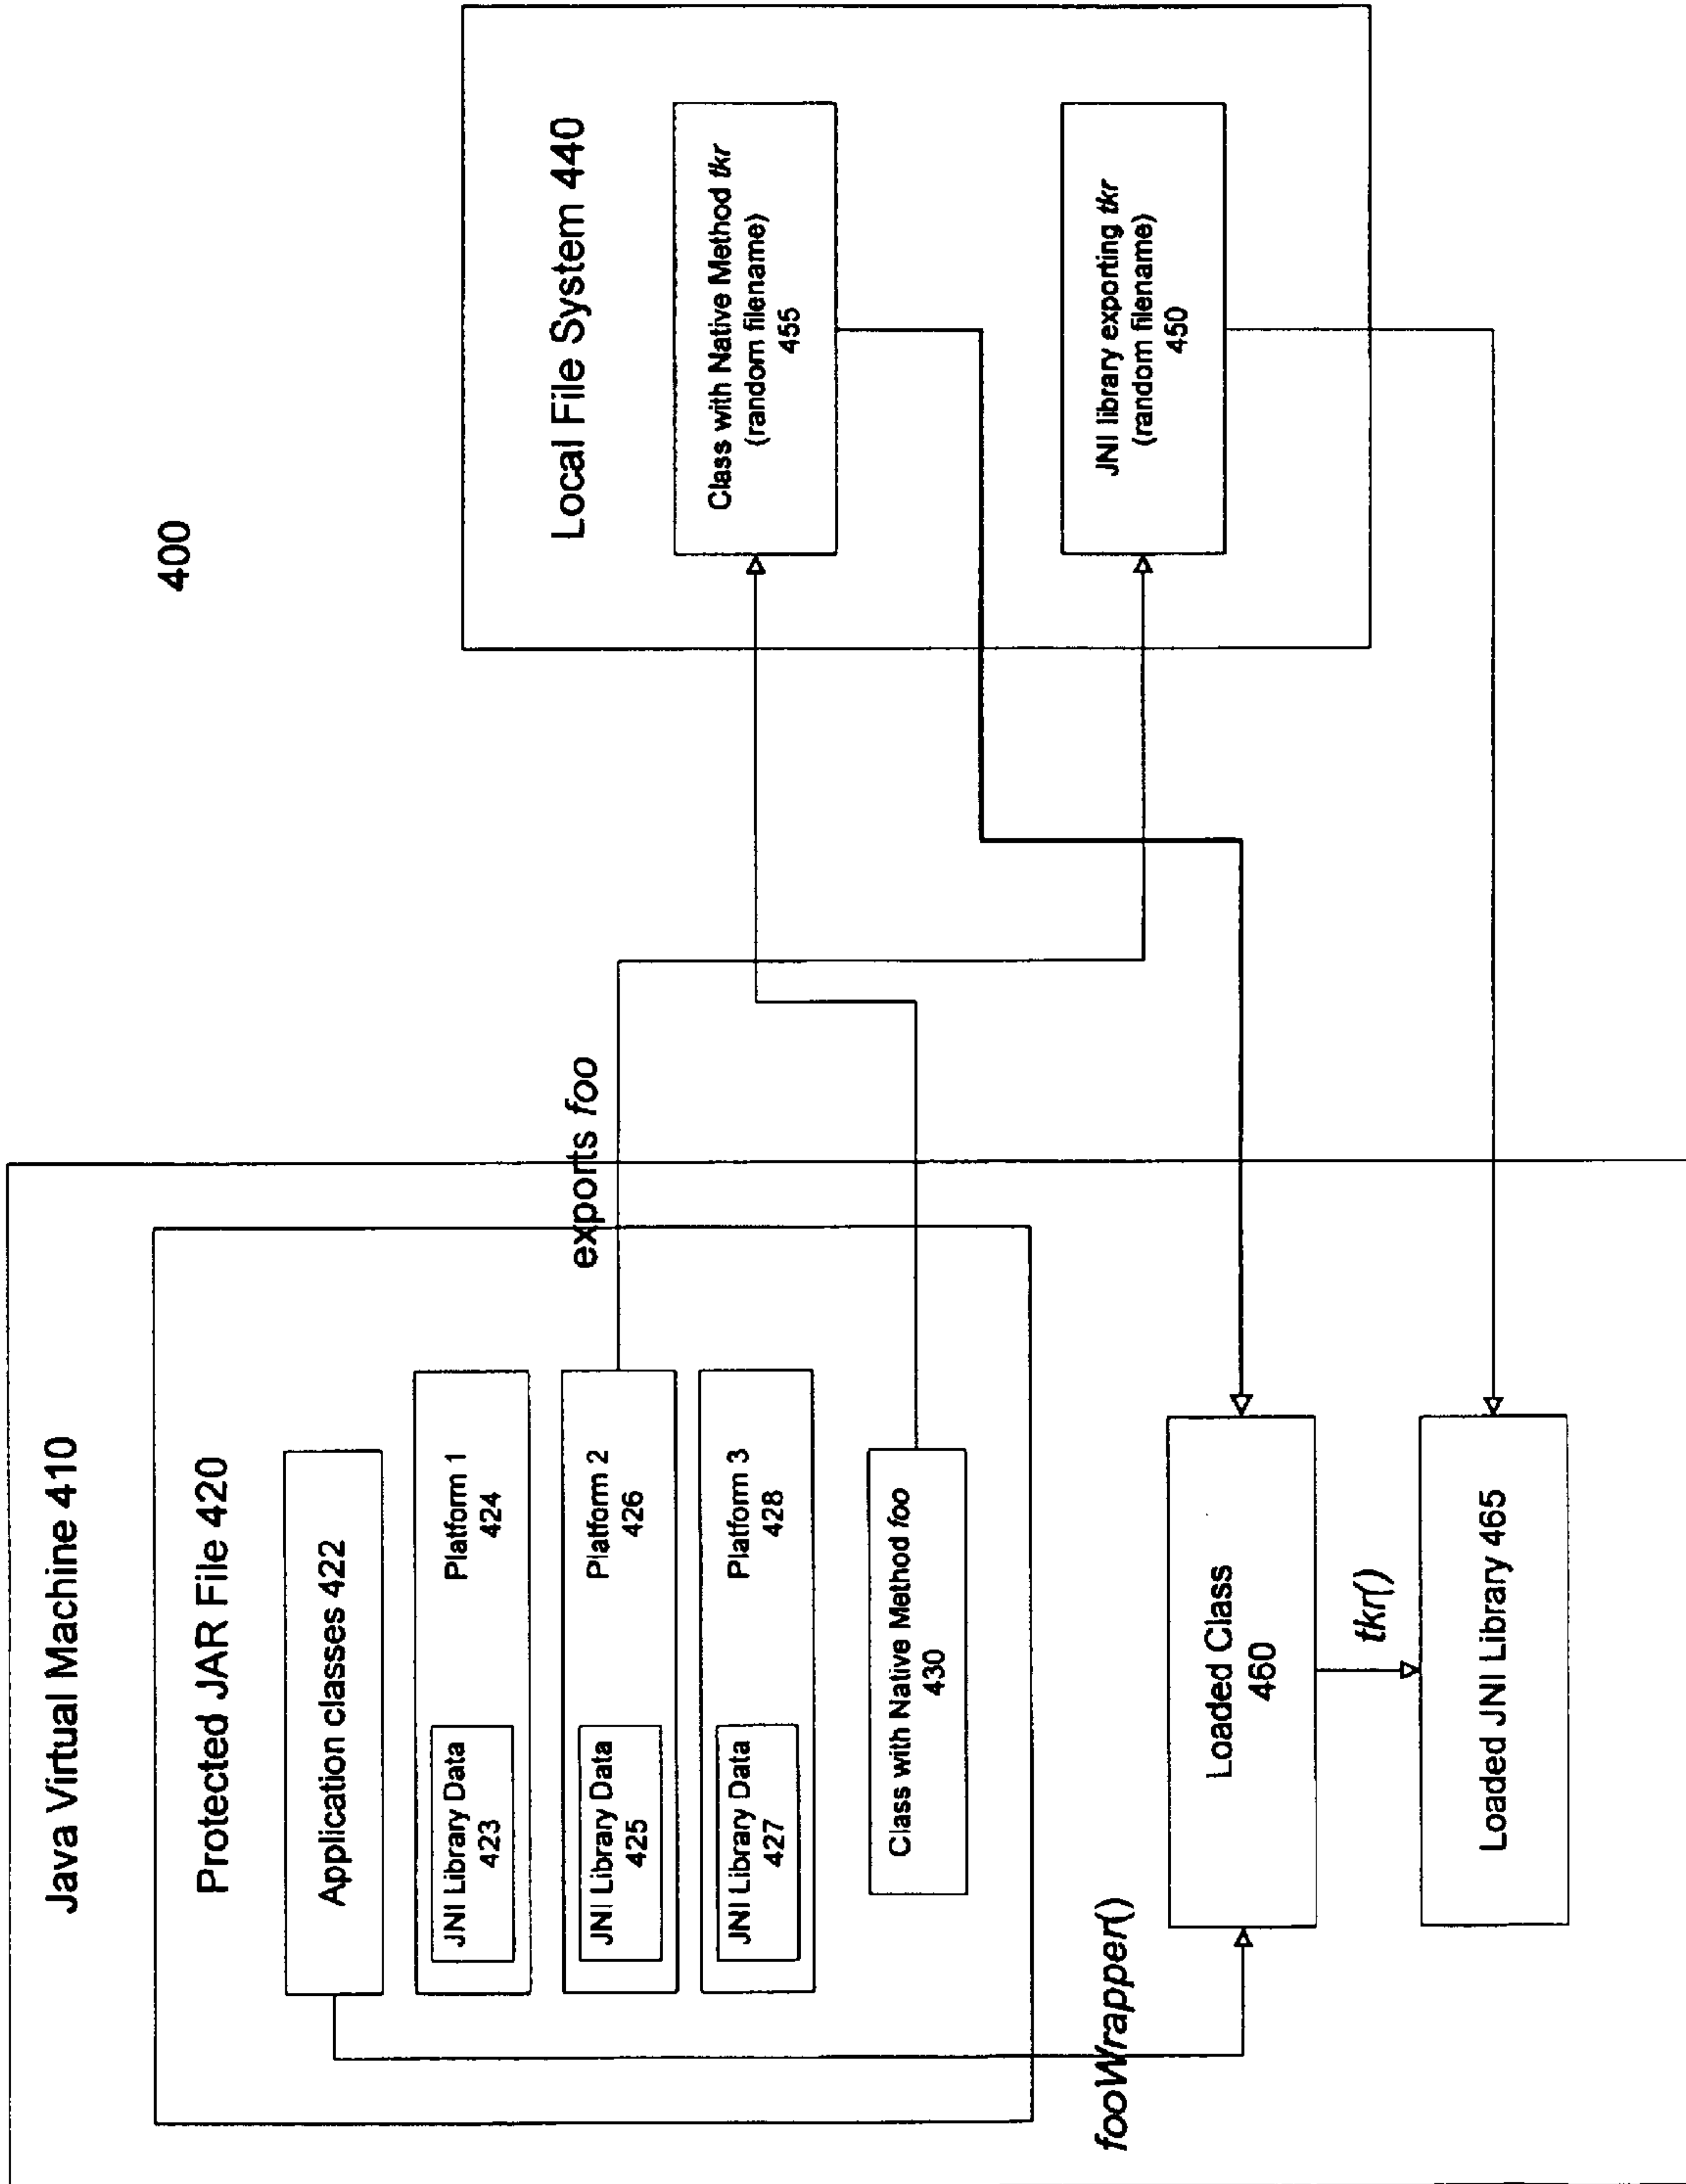 400
Java Virtual Machine 410
Protected JAR File 420
Application classes 422
JNI Library Data
423
Platform 1
424
JNI Library Data
425
Platform 2
426
JNI Library Data
427
Platform 3
428
Class with Native Method foo
430
exports foo
Local File System 440
Class with Native Method tkr
(random filename)
455
JNI library exporting tkr
(random filename)
450
fooWrapper()
Loaded Class
460
tkr()
Loaded JNI Library 465